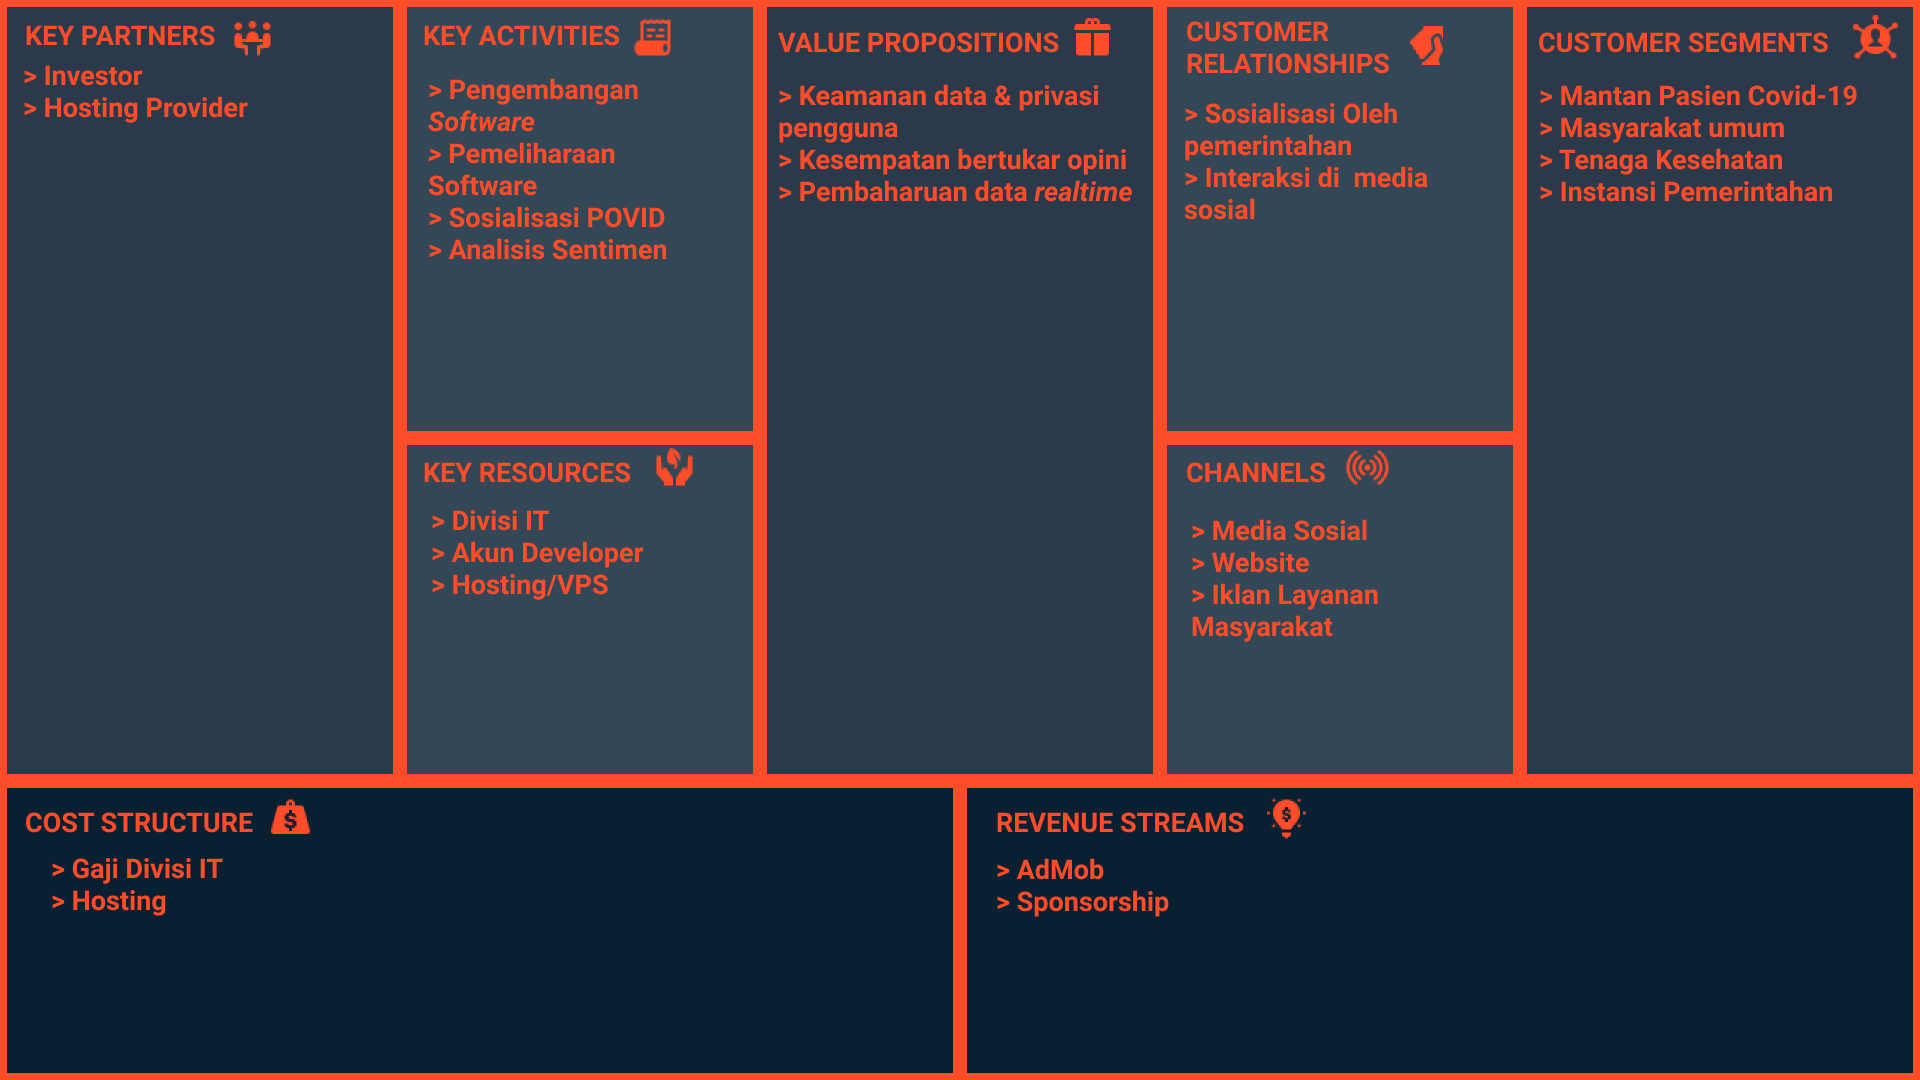 KEY PARTNERS
> Investor
> Hosting Provider
KEY ACTIVITIES
> Pengembangan
Software
> Pemeliharaan
Software
> Sosialisasi POVID
> Analisis Sentimen
KEY RESOURCES
> Divisi IT
> Akun Developer
> Hosting/VPS
VALUE PROPOSITIONS
> Keamanan data & privasi
pengguna
> Kesempatan bertukar opini
> Pembaharuan data realtime
CUSTOMER
RELATIONSHIPS
> Sosialisasi Oleh
pemerintahan
> Interaksi di  media
sosial
CHANNELS
> Media Sosial
> Website
> Iklan Layanan
Masyarakat
CUSTOMER SEGMENTS
> Mantan Pasien Covid-19
> Masyarakat umum
> Tenaga Kesehatan
> Instansi Pemerintahan
COST STRUCTURE
> Gaji Divisi IT
> Hosting
REVENUE STREAMS
> AdMob
> Sponsorship